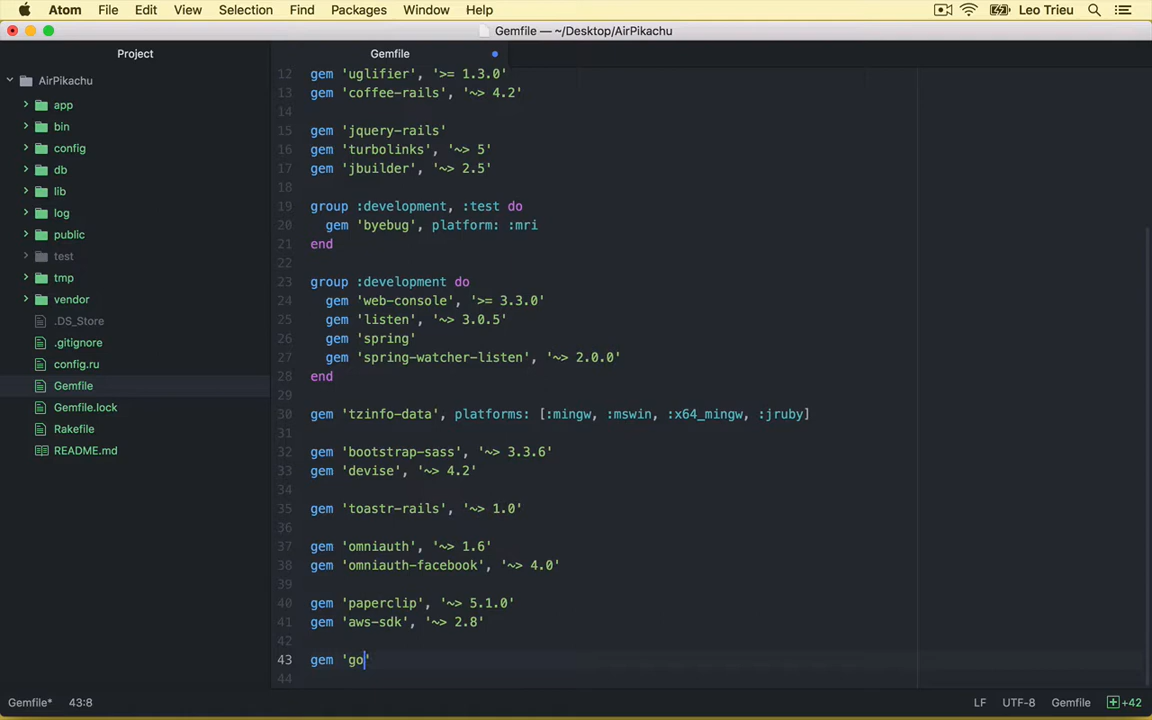 Atom File Edit View Selection Find Packages Window Help Leo Trieu
Gemfile — ~/Desktop/AirPikachu
Project
Gemfile
AirPikachu
app
bin
config
db
lib
log
public
test
tmp
vendor
.DS_Store
.gitignore
config.ru
Gemfile
Gemfile.lock
Rakefile
README.md
12 gem 'uglifier', '>= 1.3.0'
13 gem 'coffee-rails', '~> 4.2'
14
15 gem 'jquery-rails'
16 gem 'turbolinks', '~> 5'
17 gem 'jbuilder', '~> 2.5'
18
19 group :development, :test do
20 gem 'byebug', platform: :mri
21 end
22
23 group :development do
24 gem 'web-console', '>= 3.3.0'
25 gem 'listen', '~> 3.0.5'
26 gem 'spring'
27 gem 'spring-watcher-listen', '~> 2.0.0'
28 end
29
30 gem 'tzinfo-data', platforms: [:mingw, :mswin, :x64_mingw, :jruby]
31
32 gem 'bootstrap-sass', '~> 3.3.6'
33 gem 'devise', '~> 4.2'
34
35 gem 'toastr-rails', '~> 1.0'
36
37 gem 'omniauth', '~> 1.6'
38 gem 'omniauth-facebook', '~> 4.0'
39
40 gem 'paperclip', '~> 5.1.0'
41 gem 'aws-sdk', '~> 2.8'
42
43 gem 'go'
44
Gemfile* 43:8 LF UTF-8 Gemfile +42